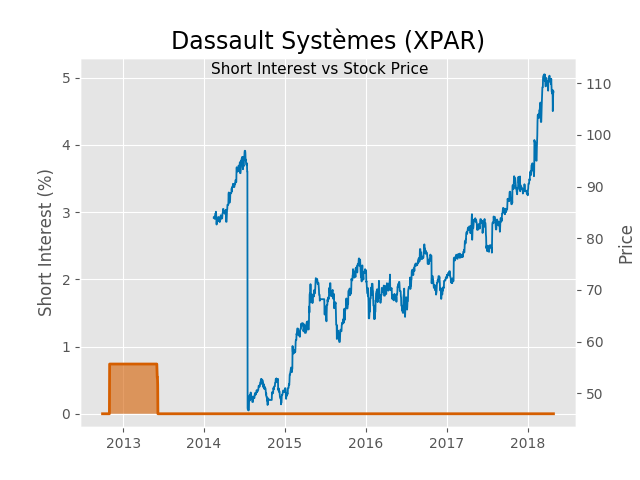 Dassault Systèmes (XPAR)
Short Interest vs Stock Price
Short Interest (%)
5
4
3
2
1
0
110
100
90
80
70
60
50
Price
2013 2014 2015 2016 2017 2018